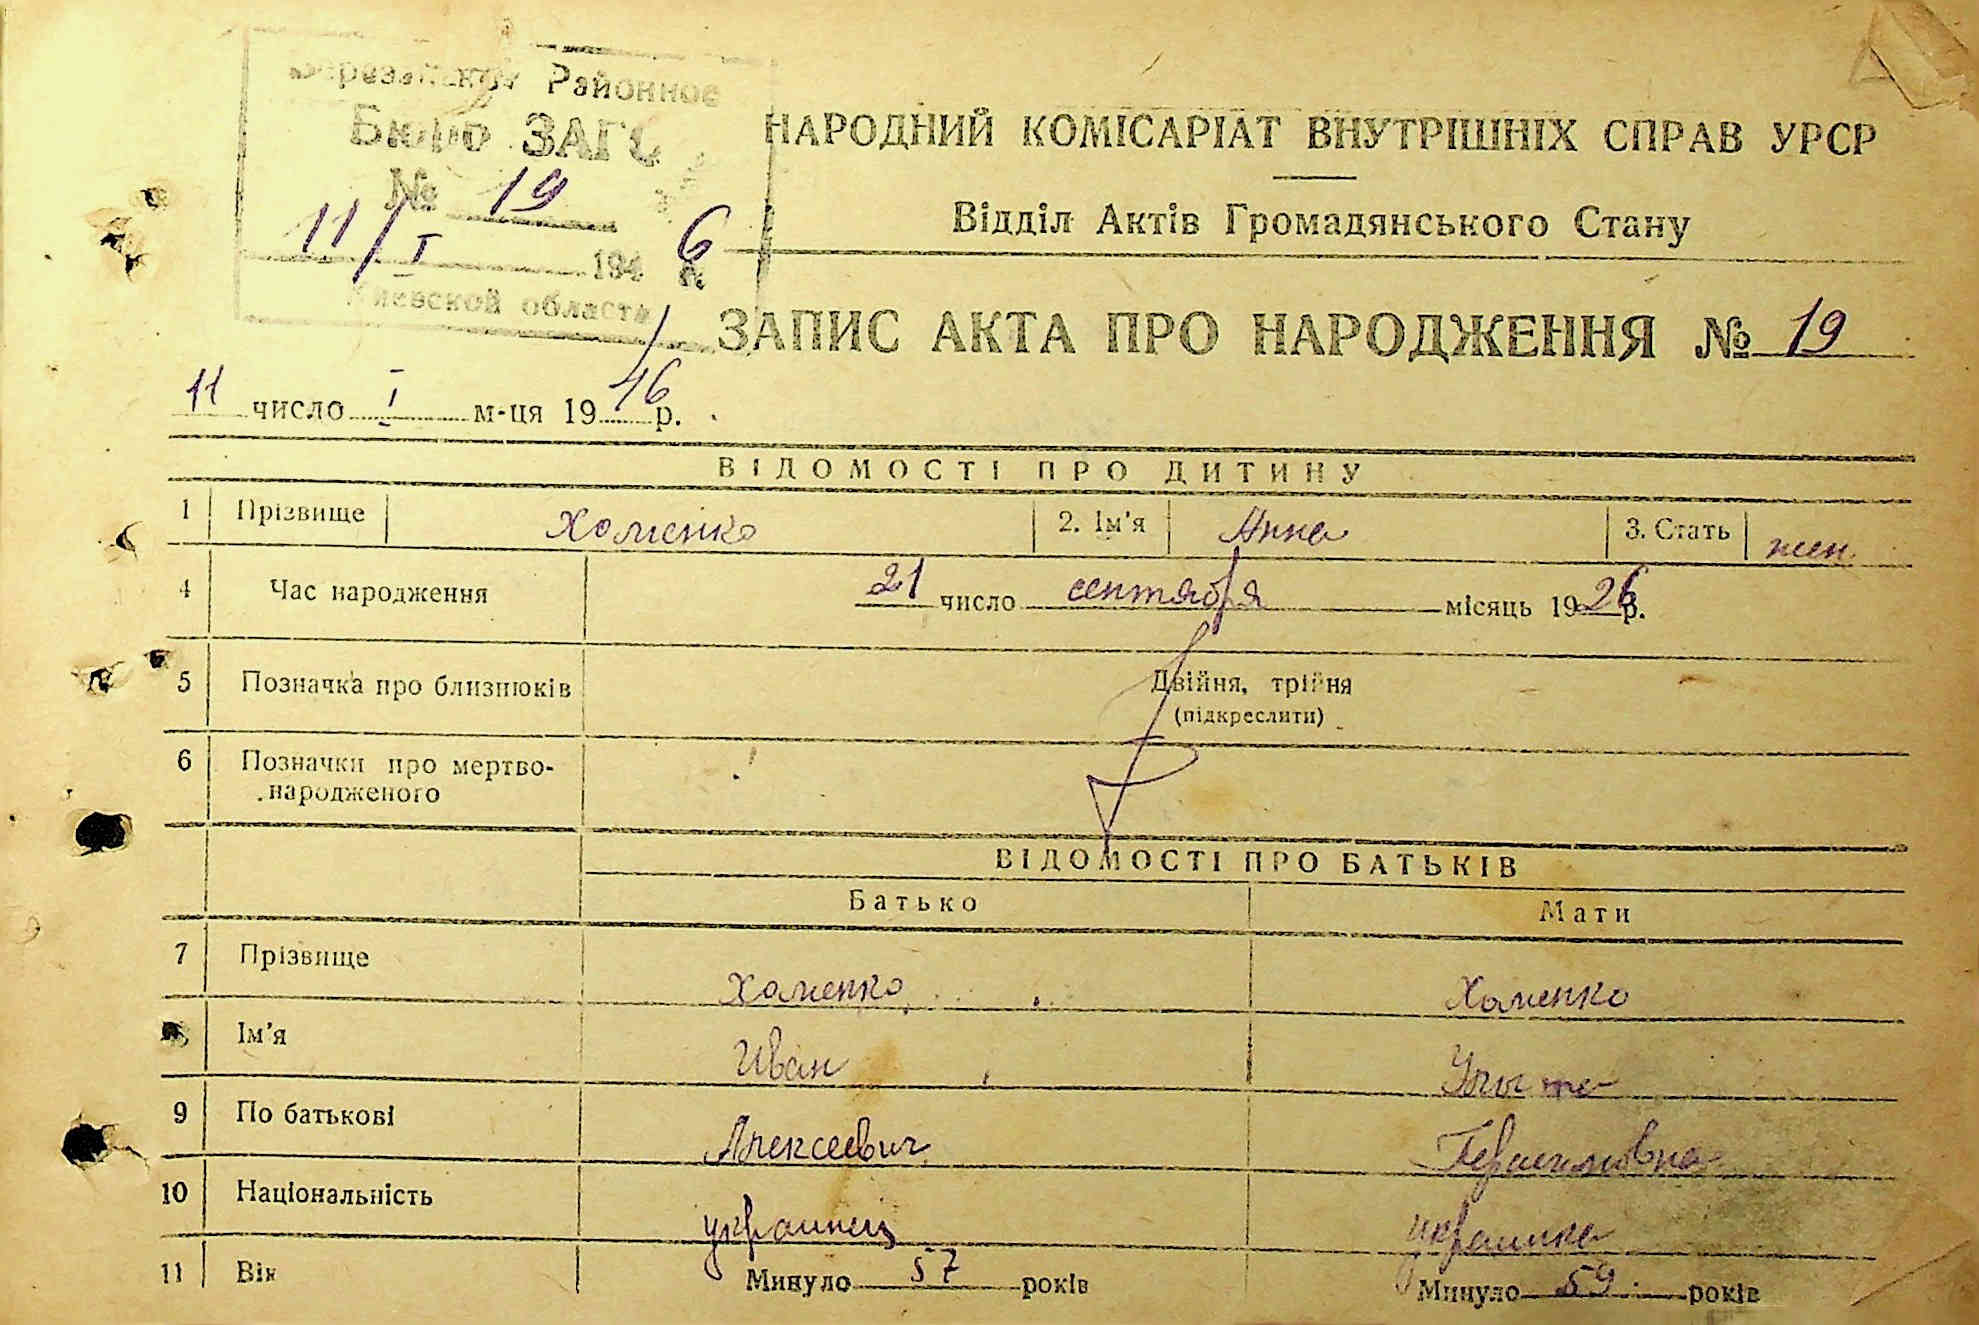 Районное
Бюро ЗАГС
№ 19
11/I 1946 г.
Киевской области
НАРОДНИЙ КОМІСАРІАТ ВНУТРІШНІХ СПРАВ УРСР
Відділ Актів Громадянського Стану
ЗАПИС АКТА ПРО НАРОДЖЕННЯ № 19
11 число I м-ця 1946 р.
ВІДОМОСТІ ПРО ДИТИНУ
1 Прізвище Хоменко 2. Ім'я Анна 3. Стать жен.
4 Час народження 21 число сентября місяць 1926 р.
5 Позначка про близнюків Двійня, трійня
(підкреслити)
6 Позначки про мертво-
народженого
ВІДОМОСТІ ПРО БАТЬКІВ
Батько Мати
7 Прізвище Хоменко Хоменко
Ім'я Иван
9 По батькові Алексеевич Герасимовна
10 Національність украинец украинка
11 Вік Минуло 57 років Минуло 59 років